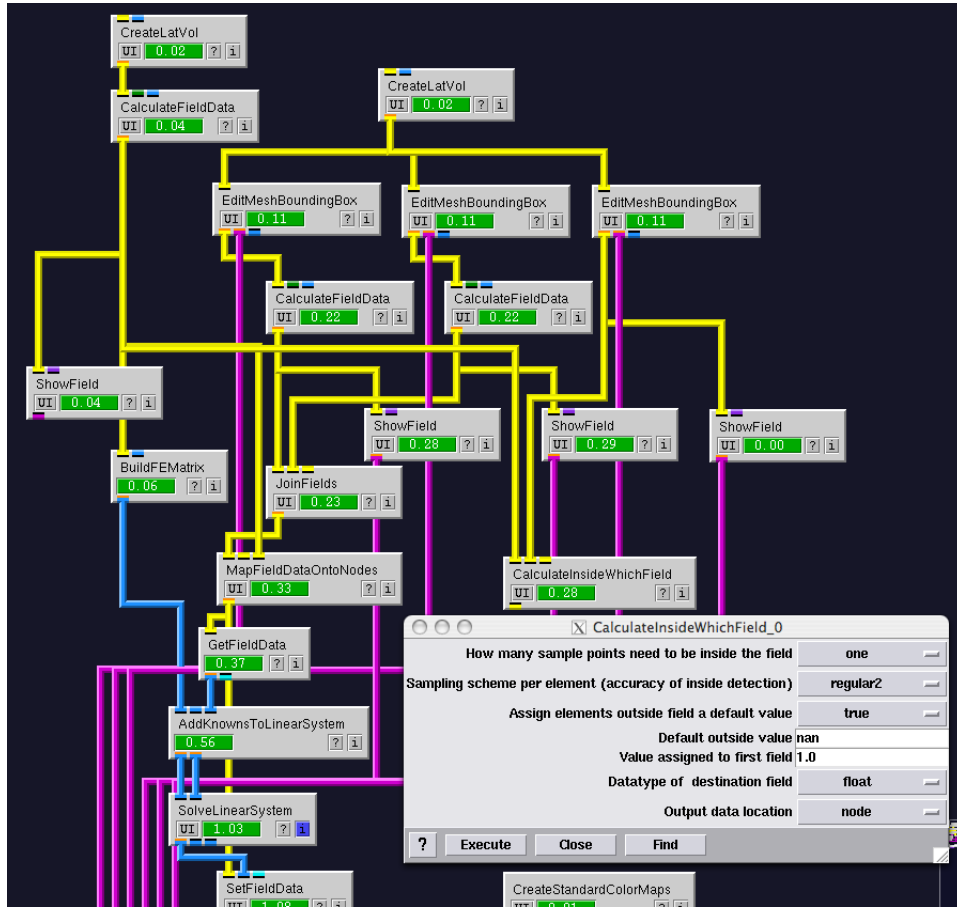 CreateLatVol
UI 0.02 ? i
CreateLatVol
UI 0.02 ? i
CalculateFieldData
UI 0.04 ? i
EditMeshBoundingBox
UI 0.11 ? i
EditMeshBoundingBox
UI 0.11 ? i
EditMeshBoundingBox
UI 0.11 ? i
CalculateFieldData
UI 0.22 ? i
CalculateFieldData
UI 0.22 ? i
ShowField
UI 0.04 ? i
ShowField
UI 0.28 ? i
ShowField
UI 0.29 ? i
ShowField
UI 0.00 ? i
BuildFEMatrix
0.06 ? i
JoinFields
UI 0.23 ? i
MapFieldDataOntoNodes
UI 0.33 ? i
CalculateInsideWhichField
UI 0.28 ? i
GetFieldData
0.37 ? i
AddKnownsToLinearSystem
0.56 ? i
SolveLinearSystem
UI 1.03 ? i
SetFieldData
UI 1.08 ? i
X CalculateInsideWhichField_0
How many sample points need to be inside the field one
Sampling scheme per element (accuracy of inside detection) regular2
Assign elements outside field a default value true
Default outside value nan
Value assigned to first field 1.0
Datatype of destination field float
Output data location node
? Execute Close Find
CreateStandardColorMaps
UI 0.01 ? i